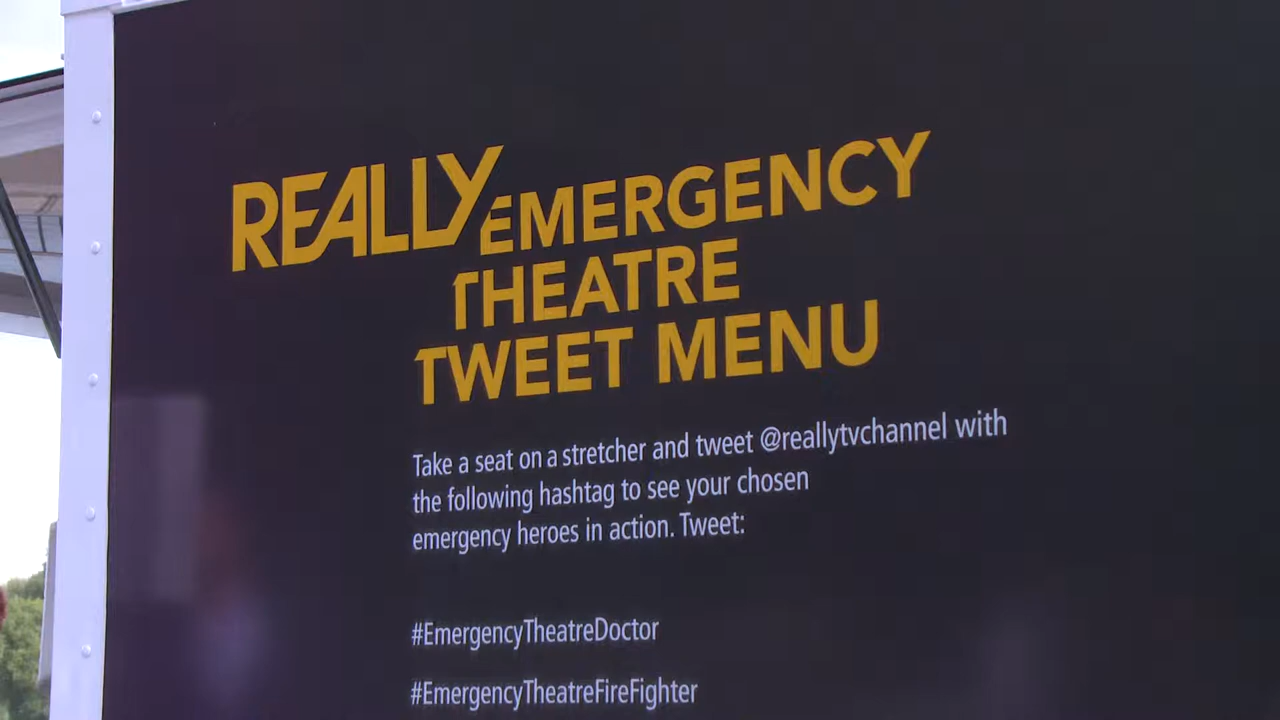 REALLY EMERGENCY
THEATRE
TWEET MENU
Take a seat on a stretcher and tweet @reallytvchannel with
the following hashtag to see your chosen
emergency heroes in action. Tweet:
#EmergencyTheatreDoctor
#EmergencyTheatreFireFighter